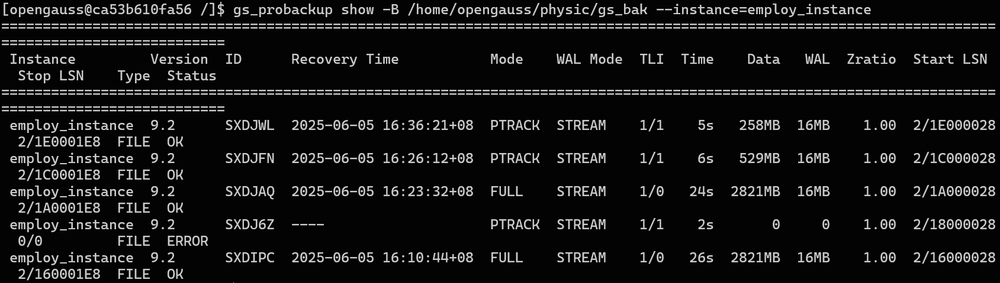 [opengauss@ca53b610fa56 /]$ gs_probackup show -B /home/opengauss/physic/gs_bak --instance=employ_instance
========================================================================================================================
===========================
 Instance         Version  ID      Recovery Time           Mode    WAL Mode  TLI  Time    Data   WAL  Zratio  Start LSN
  Stop LSN    Type  Status
========================================================================================================================
===========================
 employ_instance  9.2      SXDJWL  2025-06-05 16:36:21+08  PTRACK  STREAM    1/1    5s   258MB  16MB    1.00  2/1E000028
  2/1E0001E8  FILE  OK
 employ_instance  9.2      SXDJFN  2025-06-05 16:26:12+08  PTRACK  STREAM    1/1    6s   529MB  16MB    1.00  2/1C000028
  2/1C0001E8  FILE  OK
 employ_instance  9.2      SXDJAQ  2025-06-05 16:23:32+08  FULL    STREAM    1/0   24s  2821MB  16MB    1.00  2/1A000028
  2/1A0001E8  FILE  OK
 employ_instance  9.2      SXDJ6Z  ----                    PTRACK  STREAM    1/1    2s       0     0    1.00  2/18000028
  0/0         FILE  ERROR
 employ_instance  9.2      SXDIPC  2025-06-05 16:10:44+08  FULL    STREAM    1/0   26s  2821MB  16MB    1.00  2/16000028
  2/160001E8  FILE  OK